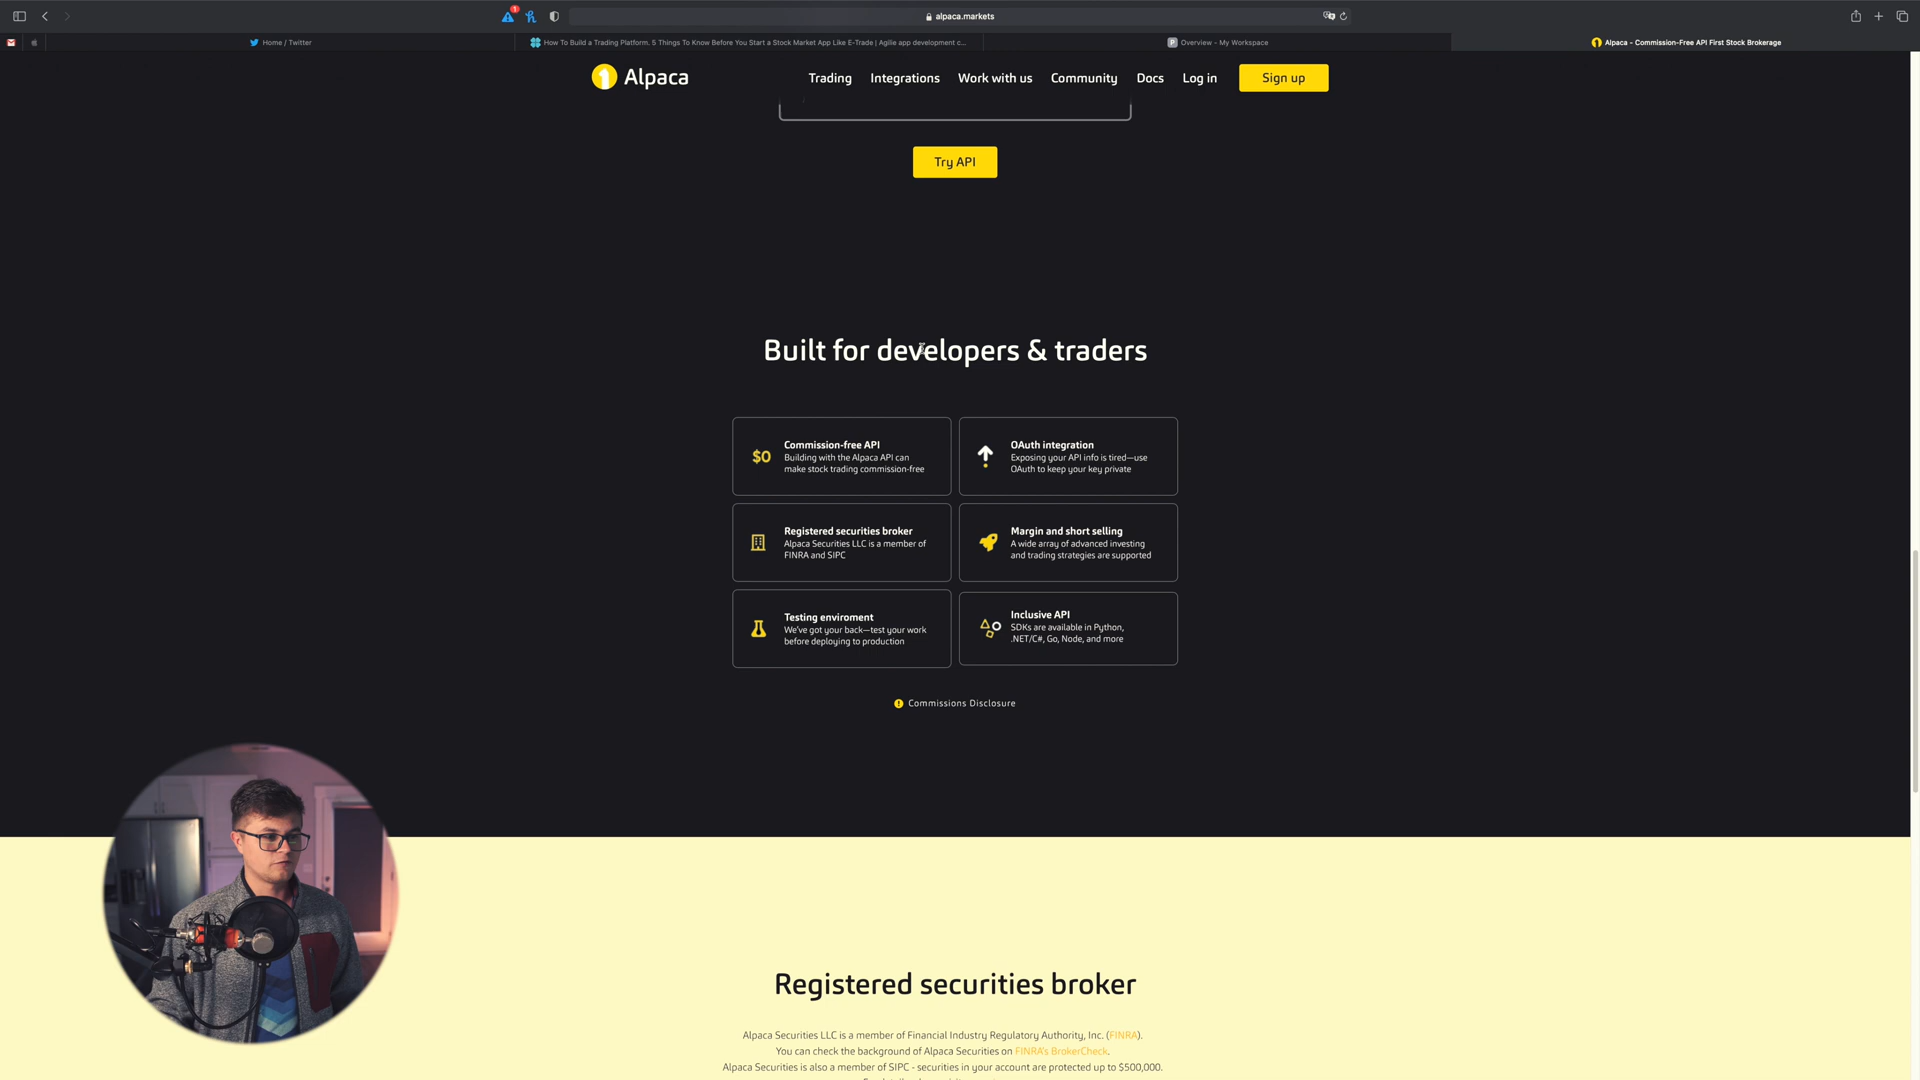 1
alpaca.markets
Home / Twitter
How To Build a Trading Platform. 5 Things To Know Before You Start a Stock Market App Like E-Trade | Agile app development c...
P Overview – My Workspace
Alpaca - Commission-Free API First Stock Brokerage
Alpaca
Trading Integrations Work with us Community Docs Log in Sign up
Try API
Built for developers & traders
$0
Commission-free API
Building with the Alpaca API can
make stock trading commission-free
OAuth integration
Exposing your API info is tired—use
OAuth to keep your key private
Registered securities broker
Alpaca Securities LLC is a member of
FINRA and SIPC
Margin and short selling
A wide array of advanced investing
and trading strategies are supported
Testing enviroment
We've got your back—test your work
before deploying to production
Inclusive API
SDKs are available in Python,
.NET/C#, Go, Node, and more
Commissions Disclosure
Registered securities broker
Alpaca Securities LLC is a member of Financial Industry Regulatory Authority, Inc. (FINRA).
You can check the background of Alpaca Securities on FINRA's BrokerCheck.
Alpaca Securities is also a member of SIPC - securities in your account are protected up to $500,000.